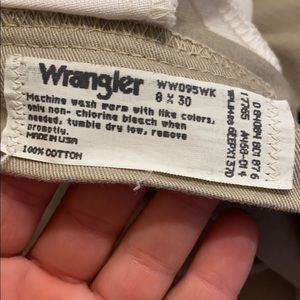 Wrangler
WW095WK
8 X 30
Machine wash warm with like colors,
only non- chlorine bleach when
needed, tumble dry low, remove
promptly.
MADE IN U.S.A.
100% COTTON
17765